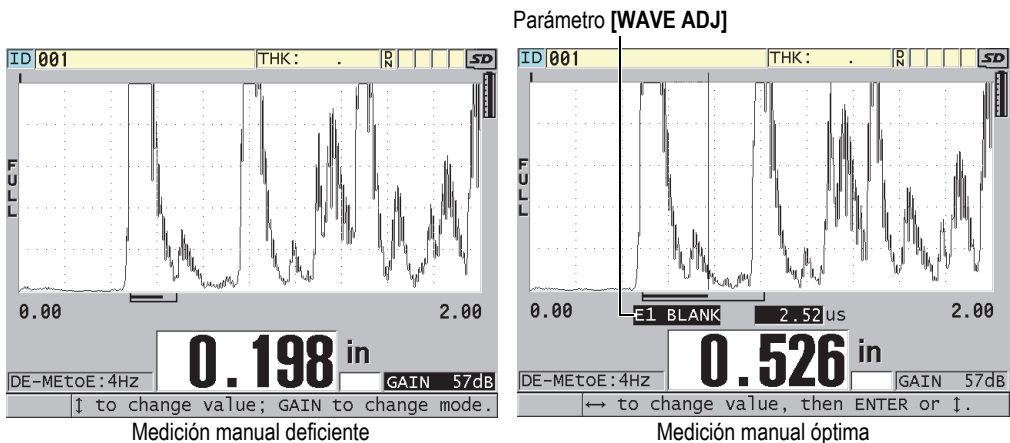 Parámetro [WAVE ADJ]
ID 001 THK: . DN SD
FULL
0.00 2.00
0.198 in
DE-MEtoE:4Hz GAIN 57dB
↕ to change value; GAIN to change mode.
Medición manual deficiente
ID 001 THK: . DN SD
FULL
0.00 E1 BLANK 2.52us 2.00
0.526 in
DE-MEtoE:4Hz GAIN 57dB
↔ to change value, then ENTER or ↕.
Medición manual óptima